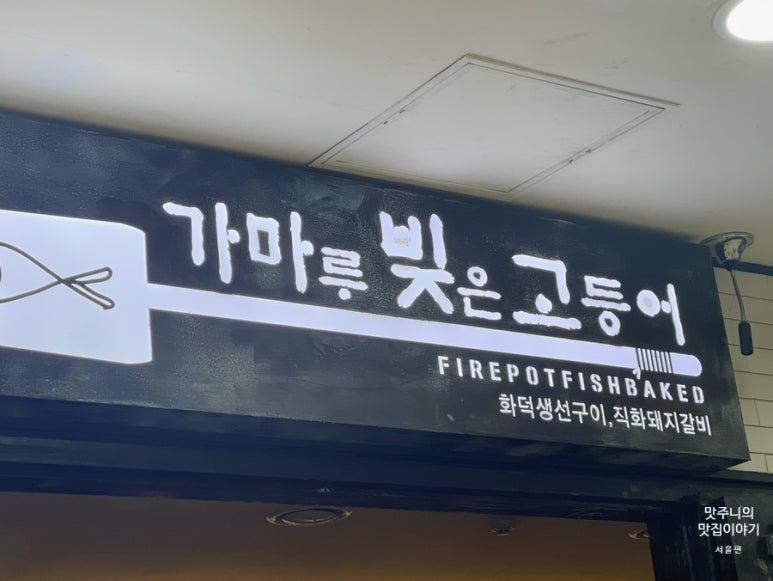 가마를 빚은 고등어
FIREPOTFISHBAKED
화덕생선구이,직화돼지갈비
맛주니의
맛집이야기
서울편